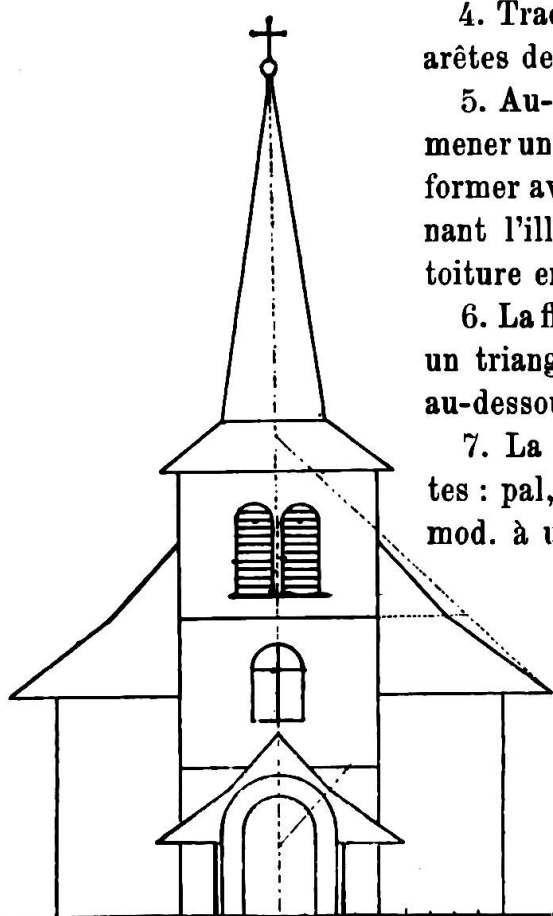 4. Trac
arêtes de
5. Au-
mener un
former av
nant l'ill
toiture en
6. La fl
un triang
au-dessou
7. La
tes : pal,
mod. à u